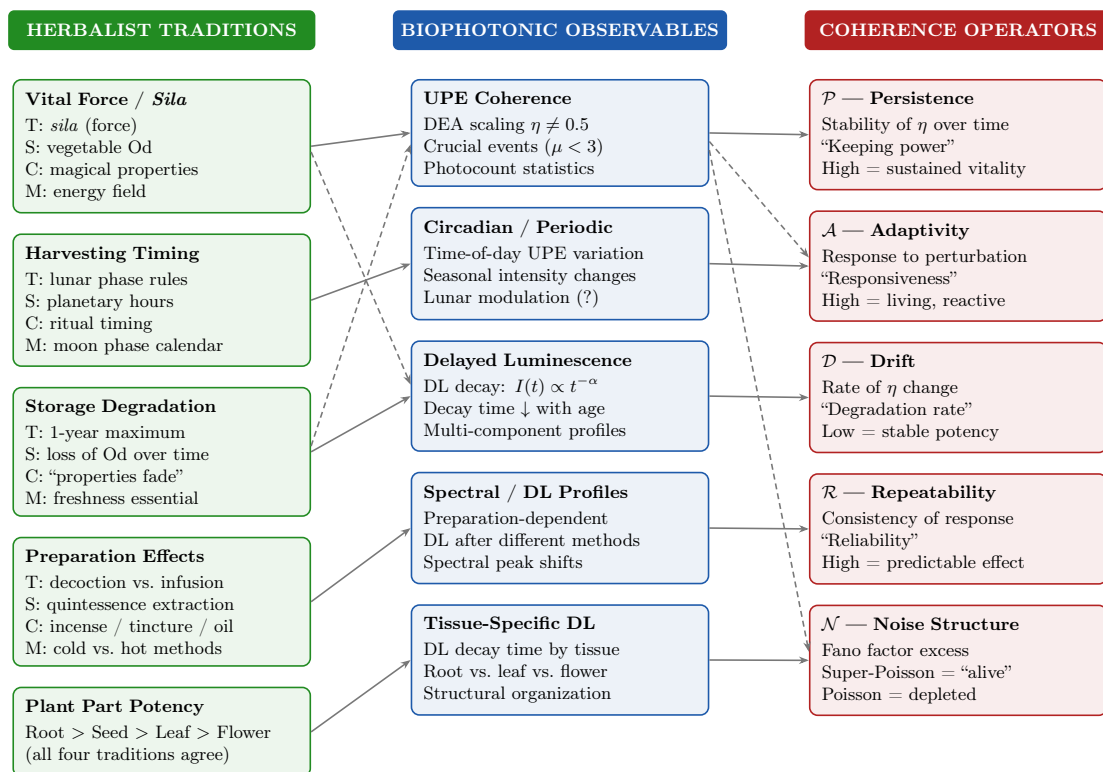 HERBALIST TRADITIONS
Vital Force / Sila
T: sila (force)
S: vegetable Od
C: magical properties
M: energy field
Harvesting Timing
T: lunar phase rules
S: planetary hours
C: ritual timing
M: moon phase calendar
Storage Degradation
T: 1-year maximum
S: loss of Od over time
C: “properties fade”
M: freshness essential
Preparation Effects
T: decoction vs. infusion
S: quintessence extraction
C: incense / tincture / oil
M: cold vs. hot methods
Plant Part Potency
Root > Seed > Leaf > Flower
(all four traditions agree)
BIOPHOTONIC OBSERVABLES
UPE Coherence
DEA scaling η ≠ 0.5
Crucial events (μ < 3)
Photocount statistics
Circadian / Periodic
Time-of-day UPE variation
Seasonal intensity changes
Lunar modulation (?)
Delayed Luminescence
DL decay: I(t) ∝ t^{−α}
Decay time ↓ with age
Multi-component profiles
Spectral / DL Profiles
Preparation-dependent
DL after different methods
Spectral peak shifts
Tissue-Specific DL
DL decay time by tissue
Root vs. leaf vs. flower
Structural organization
COHERENCE OPERATORS
𝒫 — Persistence
Stability of η over time
“Keeping power”
High = sustained vitality
𝒜 — Adaptivity
Response to perturbation
“Responsiveness”
High = living, reactive
𝒟 — Drift
Rate of η change
“Degradation rate”
Low = stable potency
ℛ — Repeatability
Consistency of response
“Reliability”
High = predictable effect
𝒩 — Noise Structure
Fano factor excess
Super-Poisson = “alive”
Poisson = depleted